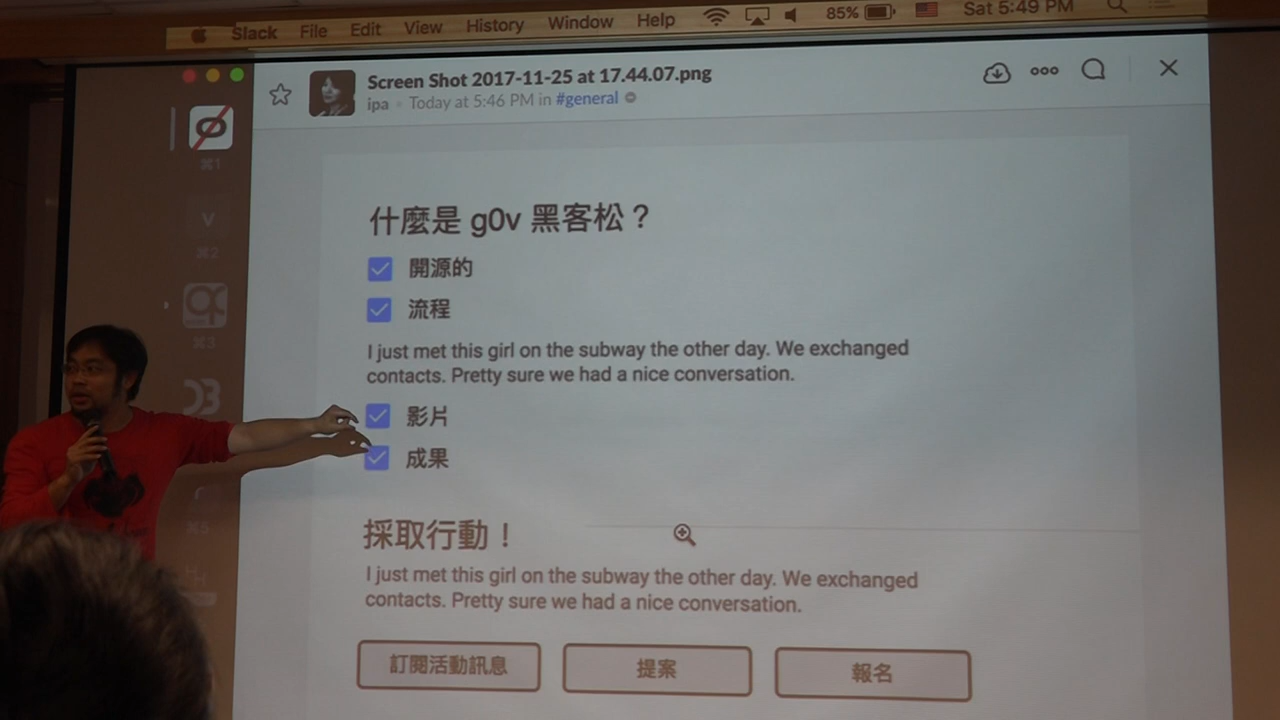 Slack File Edit View History Window Help 85% Sat 5:49 PM
Screen Shot 2017-11-25 at 17.44.07.png
ipa • Today at 5:46 PM in #general
⌘1
V
⌘2
⌘3
什麼是 g0v 黑客松？
開源的
流程
I just met this girl on the subway the other day. We exchanged
contacts. Pretty sure we had a nice conversation.
影片
成果
⌘5
採取行動！
I just met this girl on the subway the other day. We exchanged
contacts. Pretty sure we had a nice conversation.
訂閱活動訊息 提案 報名